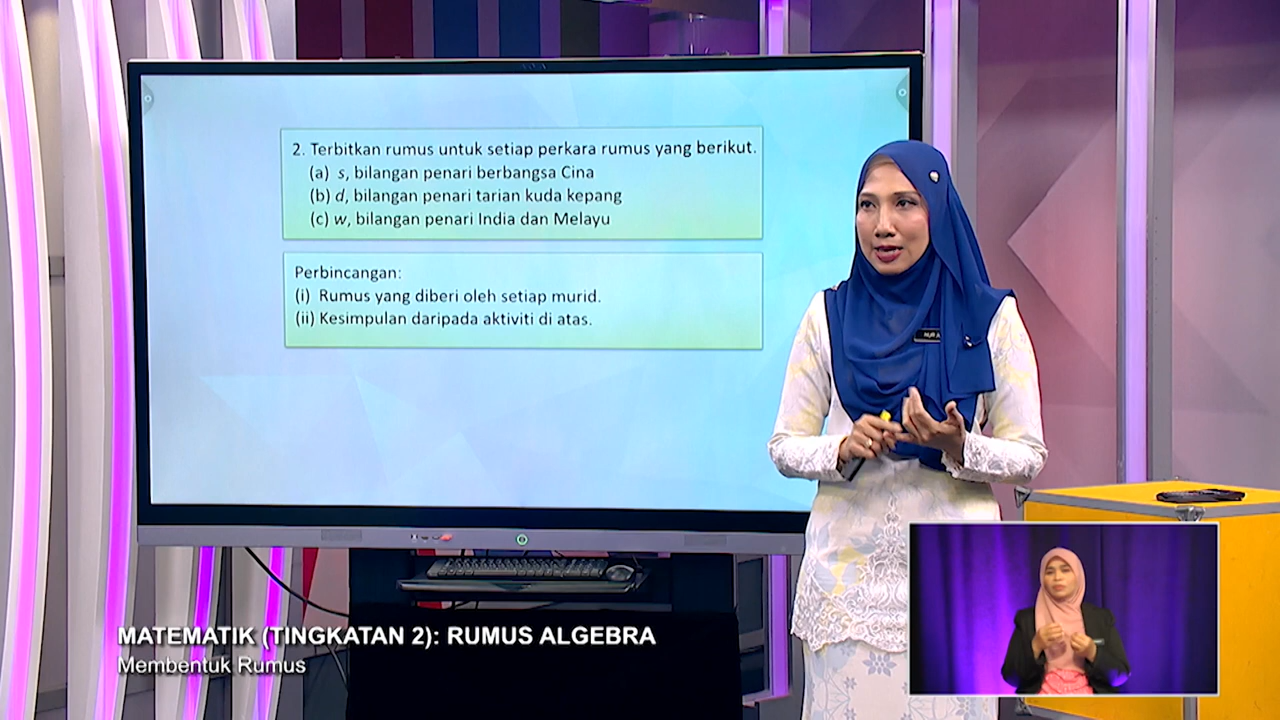 2. Terbitkan rumus untuk setiap perkara rumus yang berikut.
(a) s, bilangan penari berbangsa Cina
(b) d, bilangan penari tarian kuda kepang
(c) w, bilangan penari India dan Melayu
Perbincangan:
(i) Rumus yang diberi oleh setiap murid.
(ii) Kesimpulan daripada aktiviti di atas.
MATEMATIK (TINGKATAN 2): RUMUS ALGEBRA
Membentuk Rumus